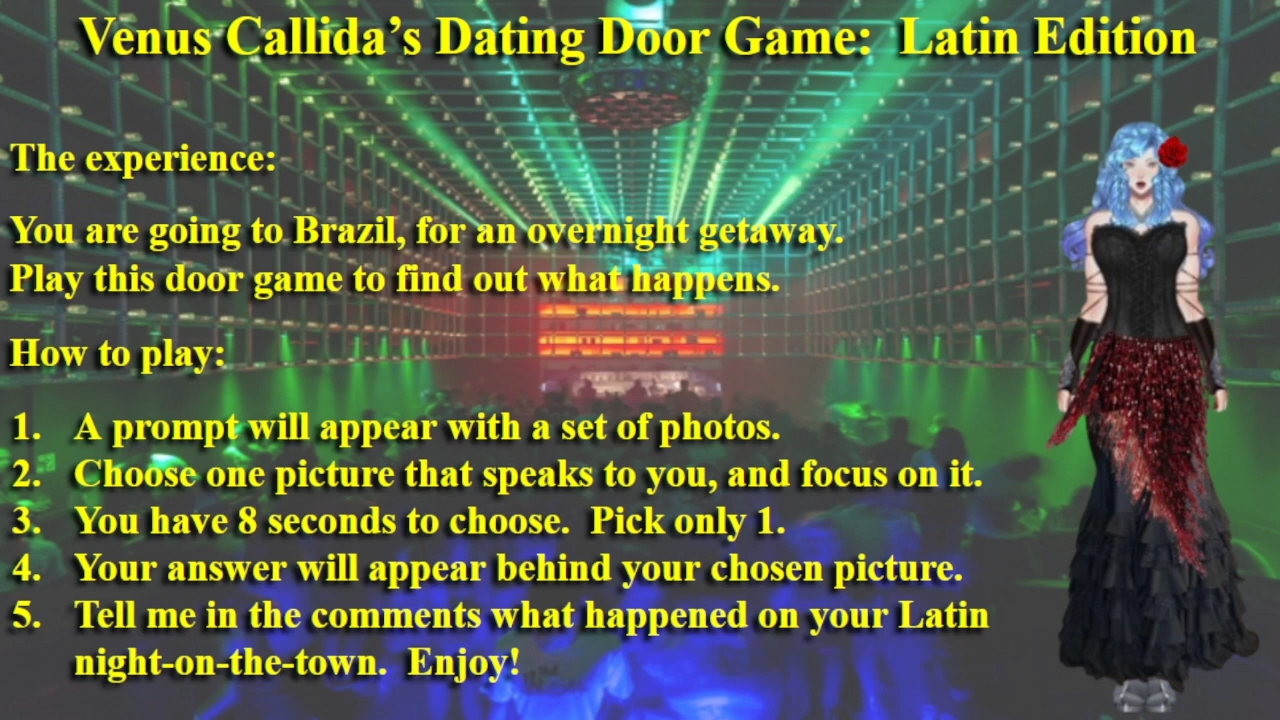 Venus Callida’s Dating Door Game:  Latin Edition
The experience:
You are going to Brazil, for an overnight getaway.
Play this door game to find out what happens.
How to play:
1. A prompt will appear with a set of photos.
2. Choose one picture that speaks to you, and focus on it.
3. You have 8 seconds to choose.  Pick only 1.
4. Your answer will appear behind your chosen picture.
5. Tell me in the comments what happened on your Latin
night-on-the-town.  Enjoy!